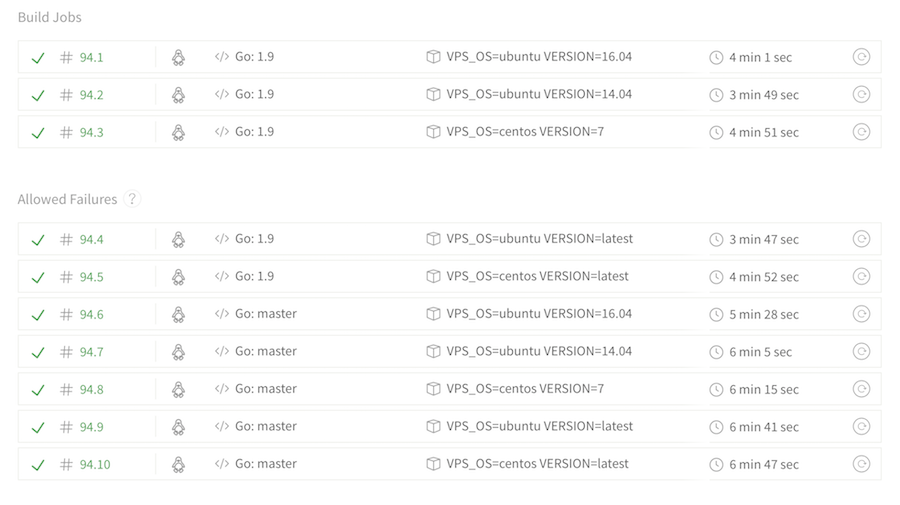 Build Jobs
# 94.1 </> Go: 1.9 VPS_OS=ubuntu VERSION=16.04 4 min 1 sec
# 94.2 </> Go: 1.9 VPS_OS=ubuntu VERSION=14.04 3 min 49 sec
# 94.3 </> Go: 1.9 VPS_OS=centos VERSION=7 4 min 51 sec
Allowed Failures ?
# 94.4 </> Go: 1.9 VPS_OS=ubuntu VERSION=latest 3 min 47 sec
# 94.5 </> Go: 1.9 VPS_OS=centos VERSION=latest 4 min 52 sec
# 94.6 </> Go: master VPS_OS=ubuntu VERSION=16.04 5 min 28 sec
# 94.7 </> Go: master VPS_OS=ubuntu VERSION=14.04 6 min 5 sec
# 94.8 </> Go: master VPS_OS=centos VERSION=7 6 min 15 sec
# 94.9 </> Go: master VPS_OS=ubuntu VERSION=latest 6 min 41 sec
# 94.10 </> Go: master VPS_OS=centos VERSION=latest 6 min 47 sec